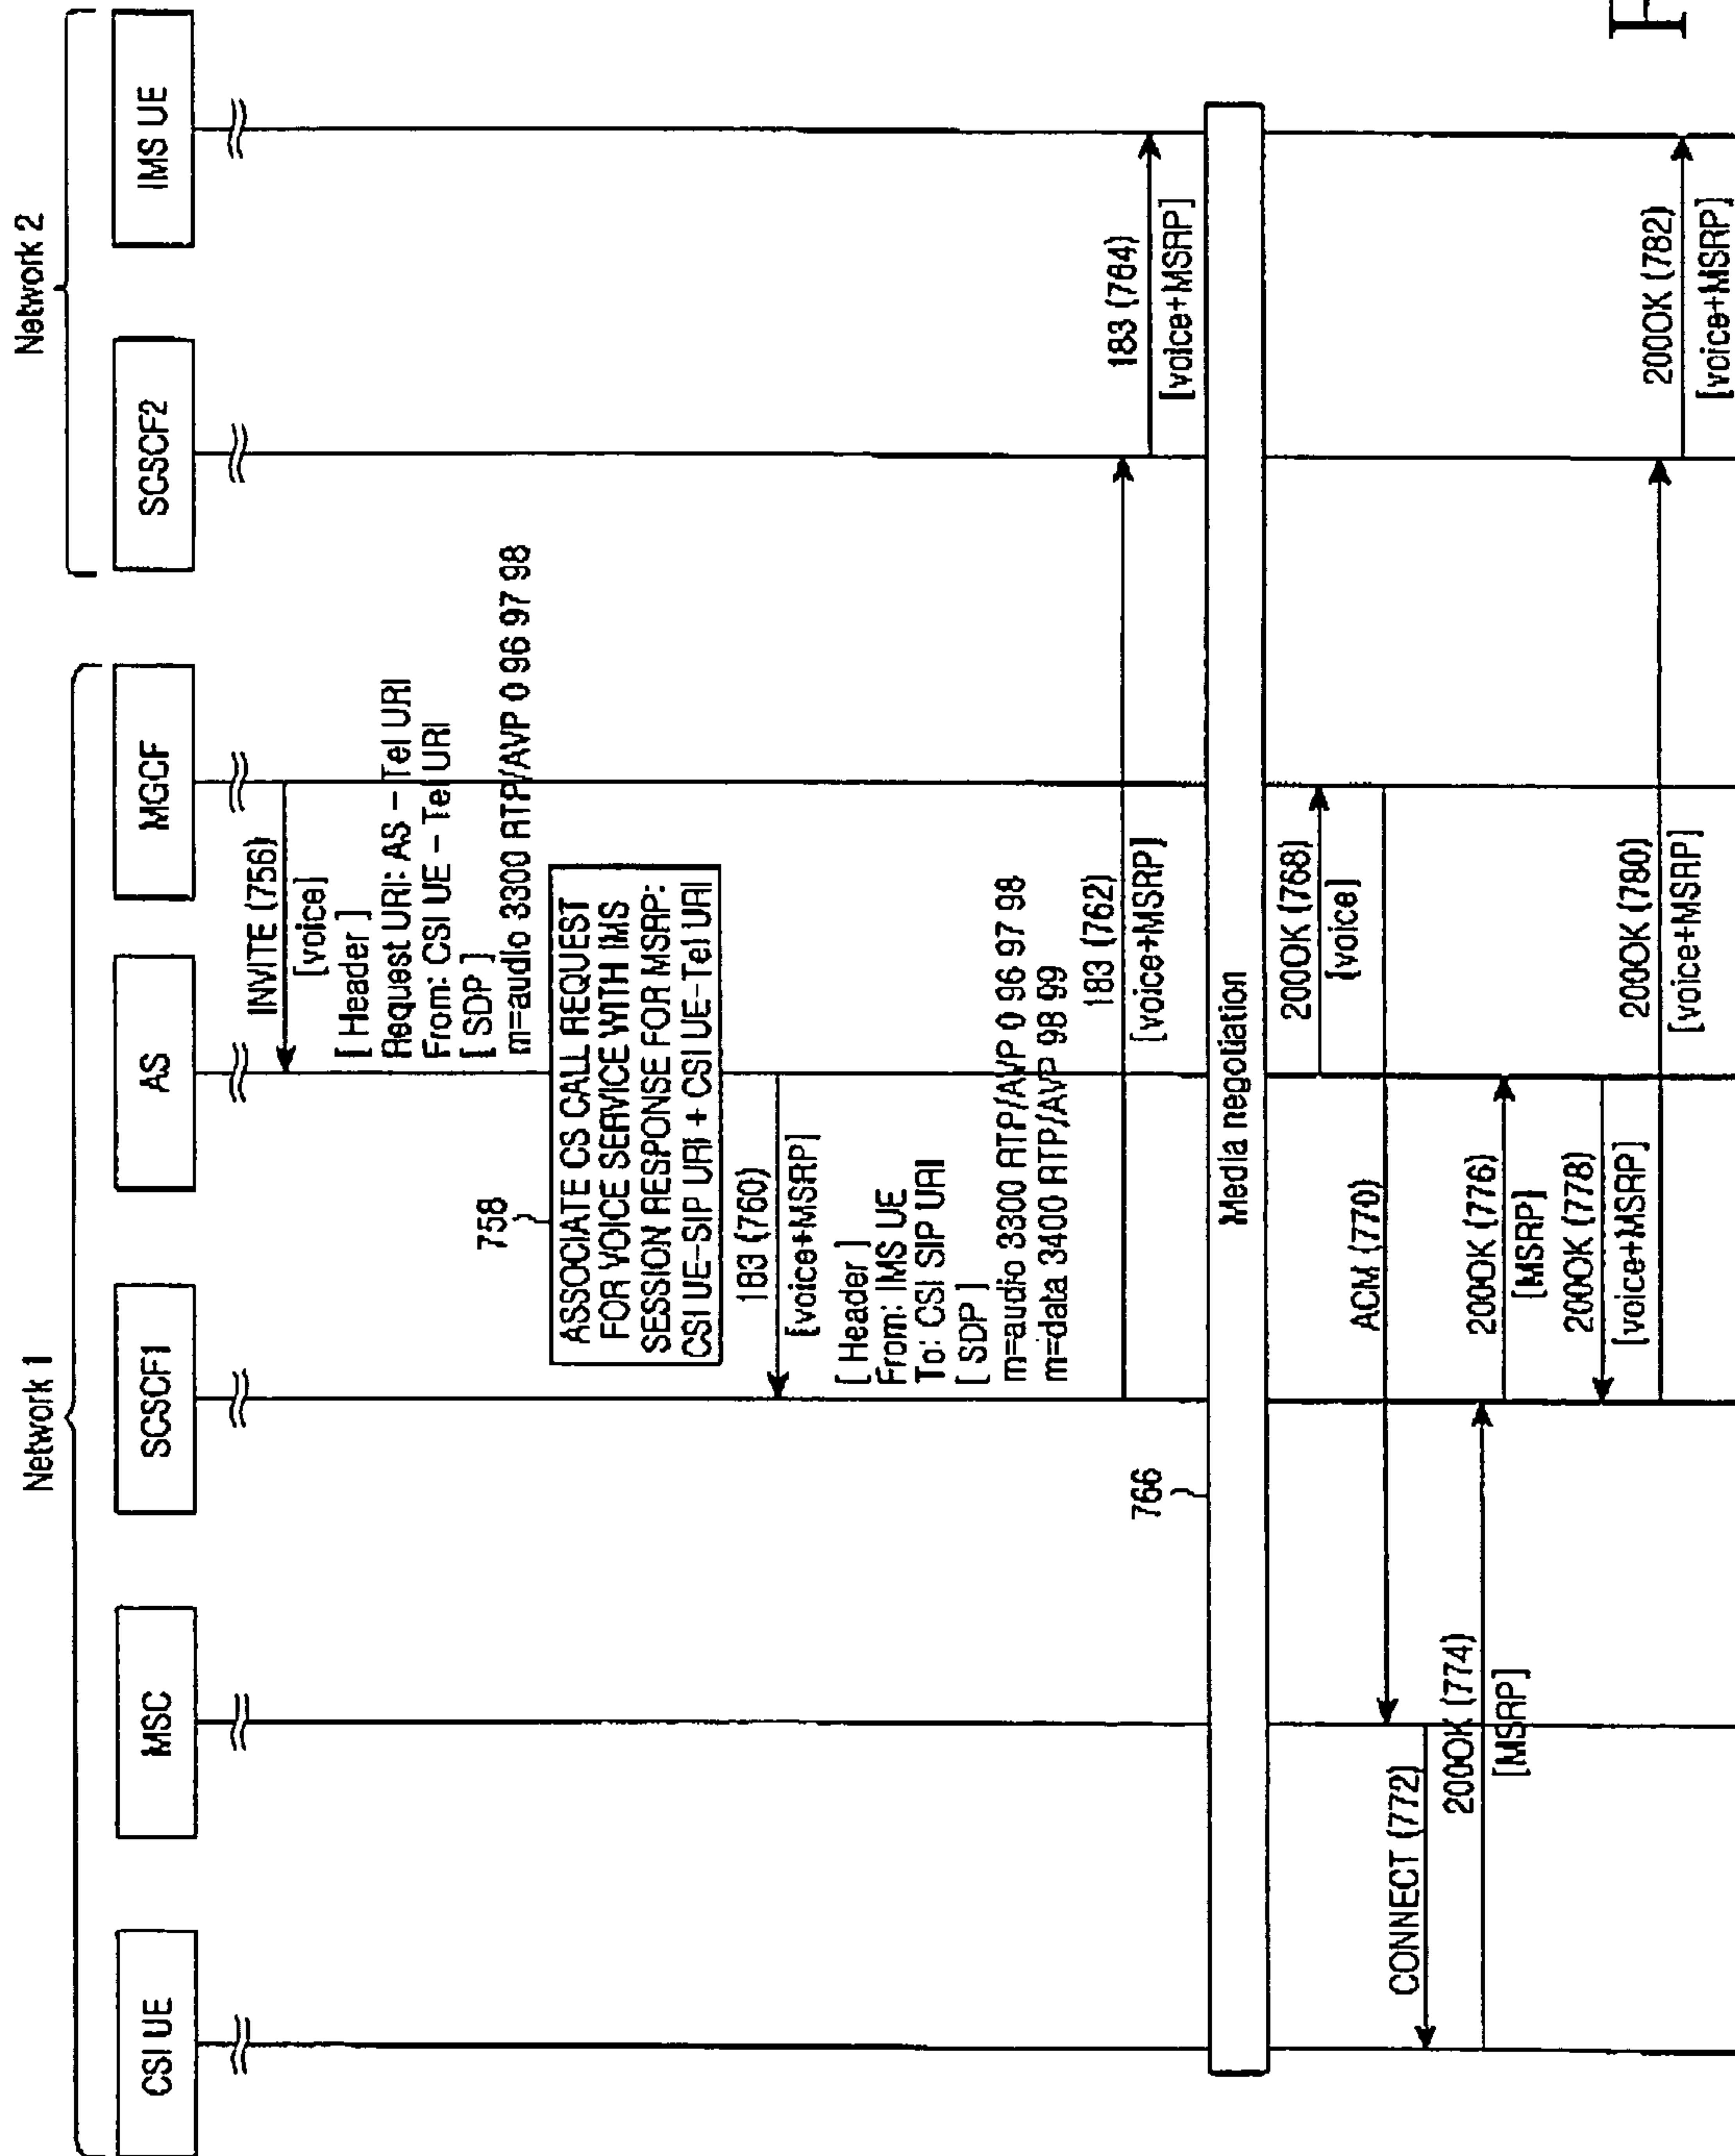 Network 1
Network 2
CSI UE
MSC
SCSCF1
AS
MGCF
SCSCF2
IMS UE
INVITE (756)
[voice]
[ Header ]
Request URI: AS - Tel URI
From: CSI UE - Tel URI
[ SDP ]
m=audio 3300 RTP/AVP 0 96 97 98
758
ASSOCIATE CS CALL REQUEST
FOR VOICE SERVICE WITH IMS
SESSION RESPONSE FOR MSRP:
CSI UE-SIP URI + CSI UE-Tel URI
183 (760)
[voice+MSRP]
[ Header ]
From: IMS UE
To: CSI SIP URI
[ SDP ]
m=audio 3300 RTP/AVP 0 96 97 98
m=data 3400 RTP/AVP 98 99
183 (762)
[voice+MSRP]
183 (764)
[voice+MSRP]
766
Media negotiation
200OK (768)
[voice]
ACM (770)
CONNECT (772)
200OK (774)
[MSRP]
200OK (776)
[MSRP]
200OK (778)
[voice+MSRP]
200OK (780)
[voice+MSRP]
200OK (782)
[voice+MSRP]